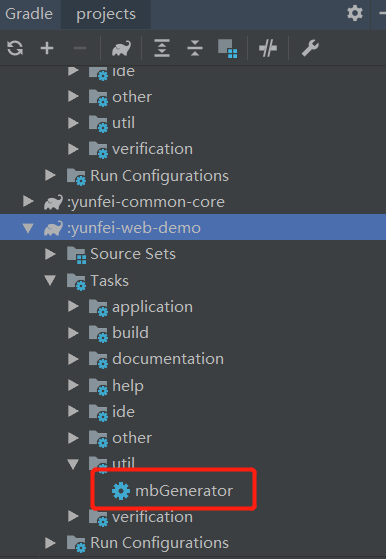 Gradle projects
ide
other
util
verification
Run Configurations
:yunfei-common-core
:yunfei-web-demo
Source Sets
Tasks
application
build
documentation
help
ide
other
util
mbGenerator
verification
Run Configurations